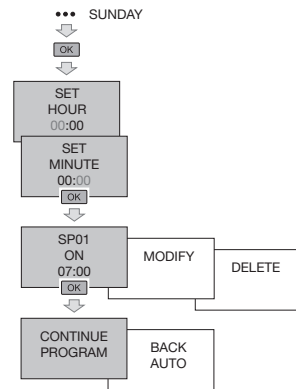 ••• SUNDAY
OK
SET
HOUR
00:00
SET
MINUTE
00:00
OK
SP01
ON
07:00
OK
MODIFY
DELETE
CONTINUE
PROGRAM
BACK
AUTO